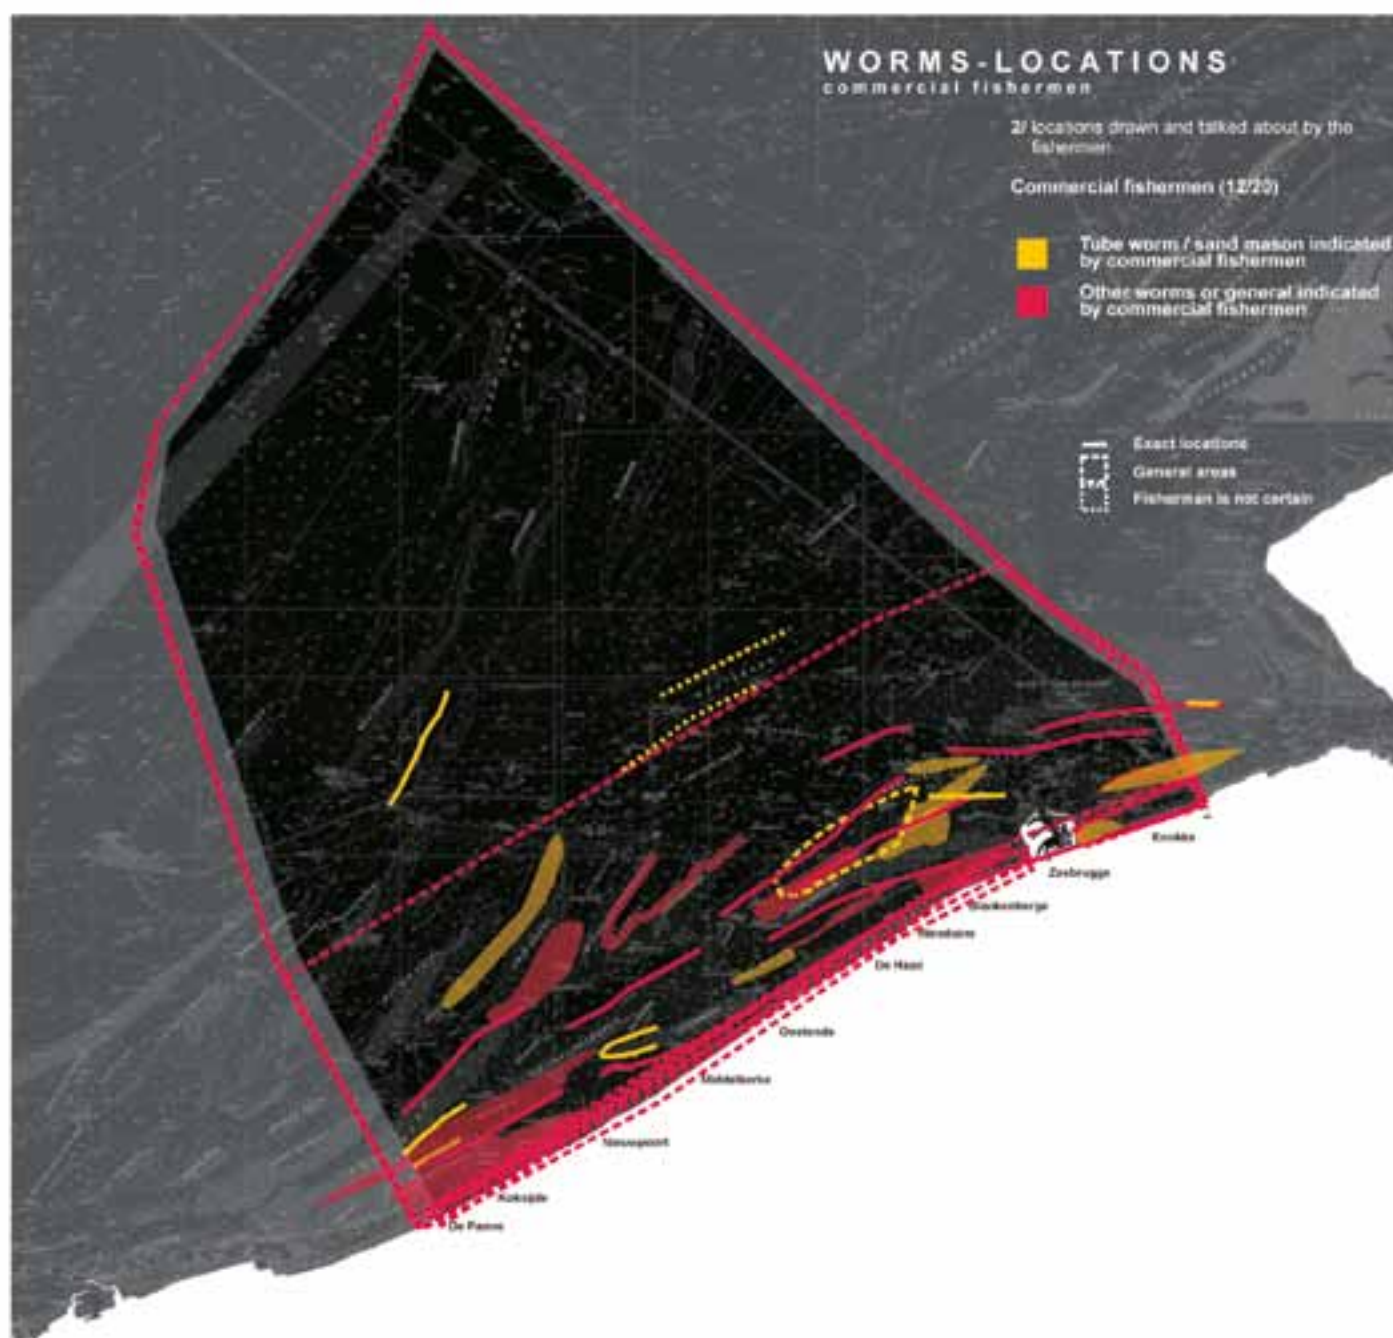 WORMS-LOCATIONS
commercial fishermen
2/ locations drawn and talked about by the
fishermen
Commercial fishermen (12/20)
Tube worm / sand mason indicated
by commercial fishermen
Other worms or general indicated
by commercial fishermen
Exact locations
General areas
Fisherman is not certain
Knokke
Zeebrugge
Blankenberge
De Haan
Oostende
Middelkerke
Nieuwpoort
Koksijde
De Panne